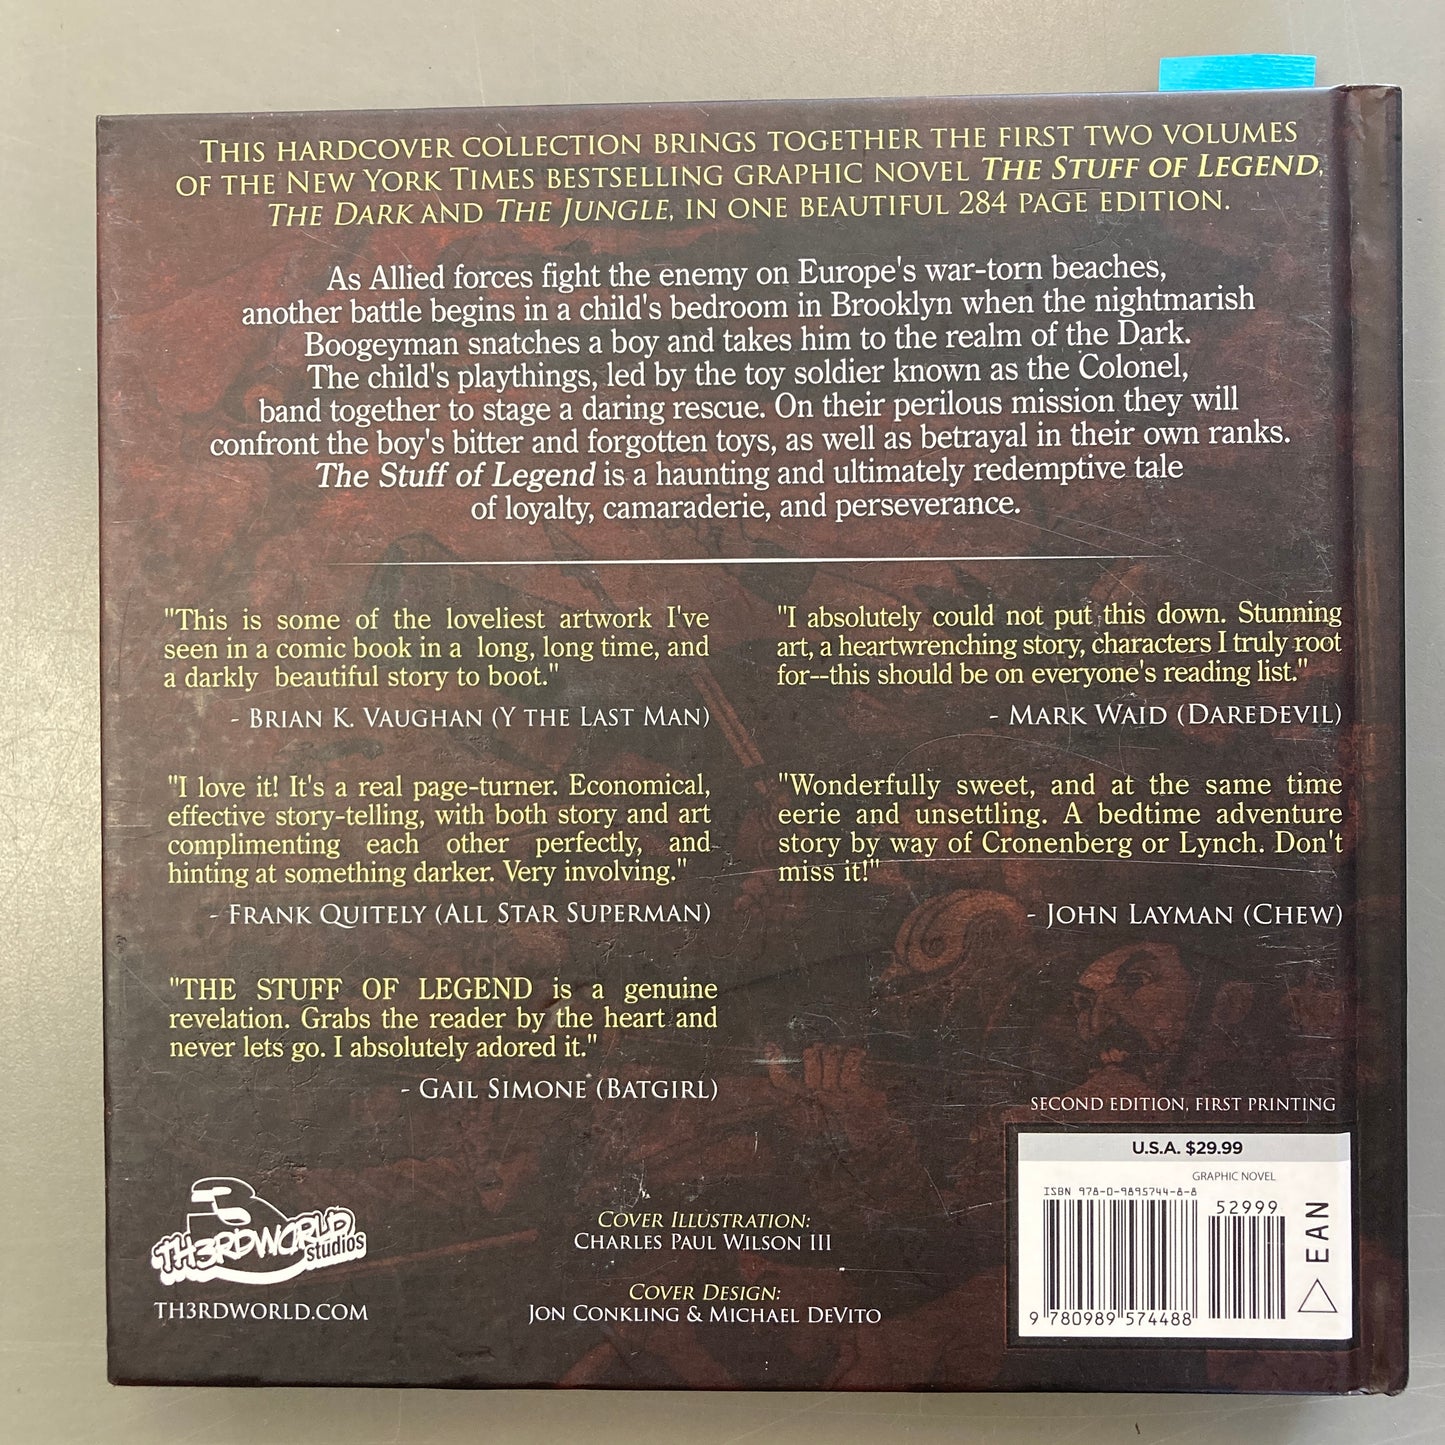 THIS HARDCOVER COLLECTION BRINGS TOGETHER THE FIRST TWO VOLUMES
OF THE NEW YORK TIMES BESTSELLING GRAPHIC NOVEL THE STUFF OF LEGEND,
THE DARK AND THE JUNGLE, IN ONE BEAUTIFUL 284 PAGE EDITION.
As Allied forces fight the enemy on Europe's war-torn beaches,
another battle begins in a child's bedroom in Brooklyn when the nightmarish
Boogeyman snatches a boy and takes him to the realm of the Dark.
The child's playthings, led by the toy soldier known as the Colonel,
band together to stage a daring rescue. On their perilous mission they will
confront the boy's bitter and forgotten toys, as well as betrayal in their own ranks.
The Stuff of Legend is a haunting and ultimately redemptive tale
of loyalty, camaraderie, and perseverance.
"This is some of the loveliest artwork I've
seen in a comic book in a long, long time, and
a darkly beautiful story to boot."
- BRIAN K. VAUGHAN (Y THE LAST MAN)
"I love it! It's a real page-turner. Economical,
effective story-telling, with both story and art
complimenting each other perfectly, and
hinting at something darker. Very involving."
- FRANK QUITELY (ALL STAR SUPERMAN)
"THE STUFF OF LEGEND is a genuine
revelation. Grabs the reader by the heart and
never lets go. I absolutely adored it."
- GAIL SIMONE (BATGIRL)
"I absolutely could not put this down. Stunning
art, a heartwrenching story, characters I truly root
for--this should be on everyone's reading list."
- MARK WAID (DAREDEVIL)
"Wonderfully sweet, and at the same time
eerie and unsettling. A bedtime adventure
story by way of Cronenberg or Lynch. Don't
miss it!"
- JOHN LAYMAN (CHEW)
3
TH3RDWORLD
studios
TH3RDWORLD.COM
COVER ILLUSTRATION:
CHARLES PAUL WILSON III
COVER DESIGN:
JON CONKLING & MICHAEL DEVITO
SECOND EDITION, FIRST PRINTING
U.S.A. $29.99
GRAPHIC NOVEL
ISBN 978-0-9895744-8-8
52999
9 780989 574488
EAN